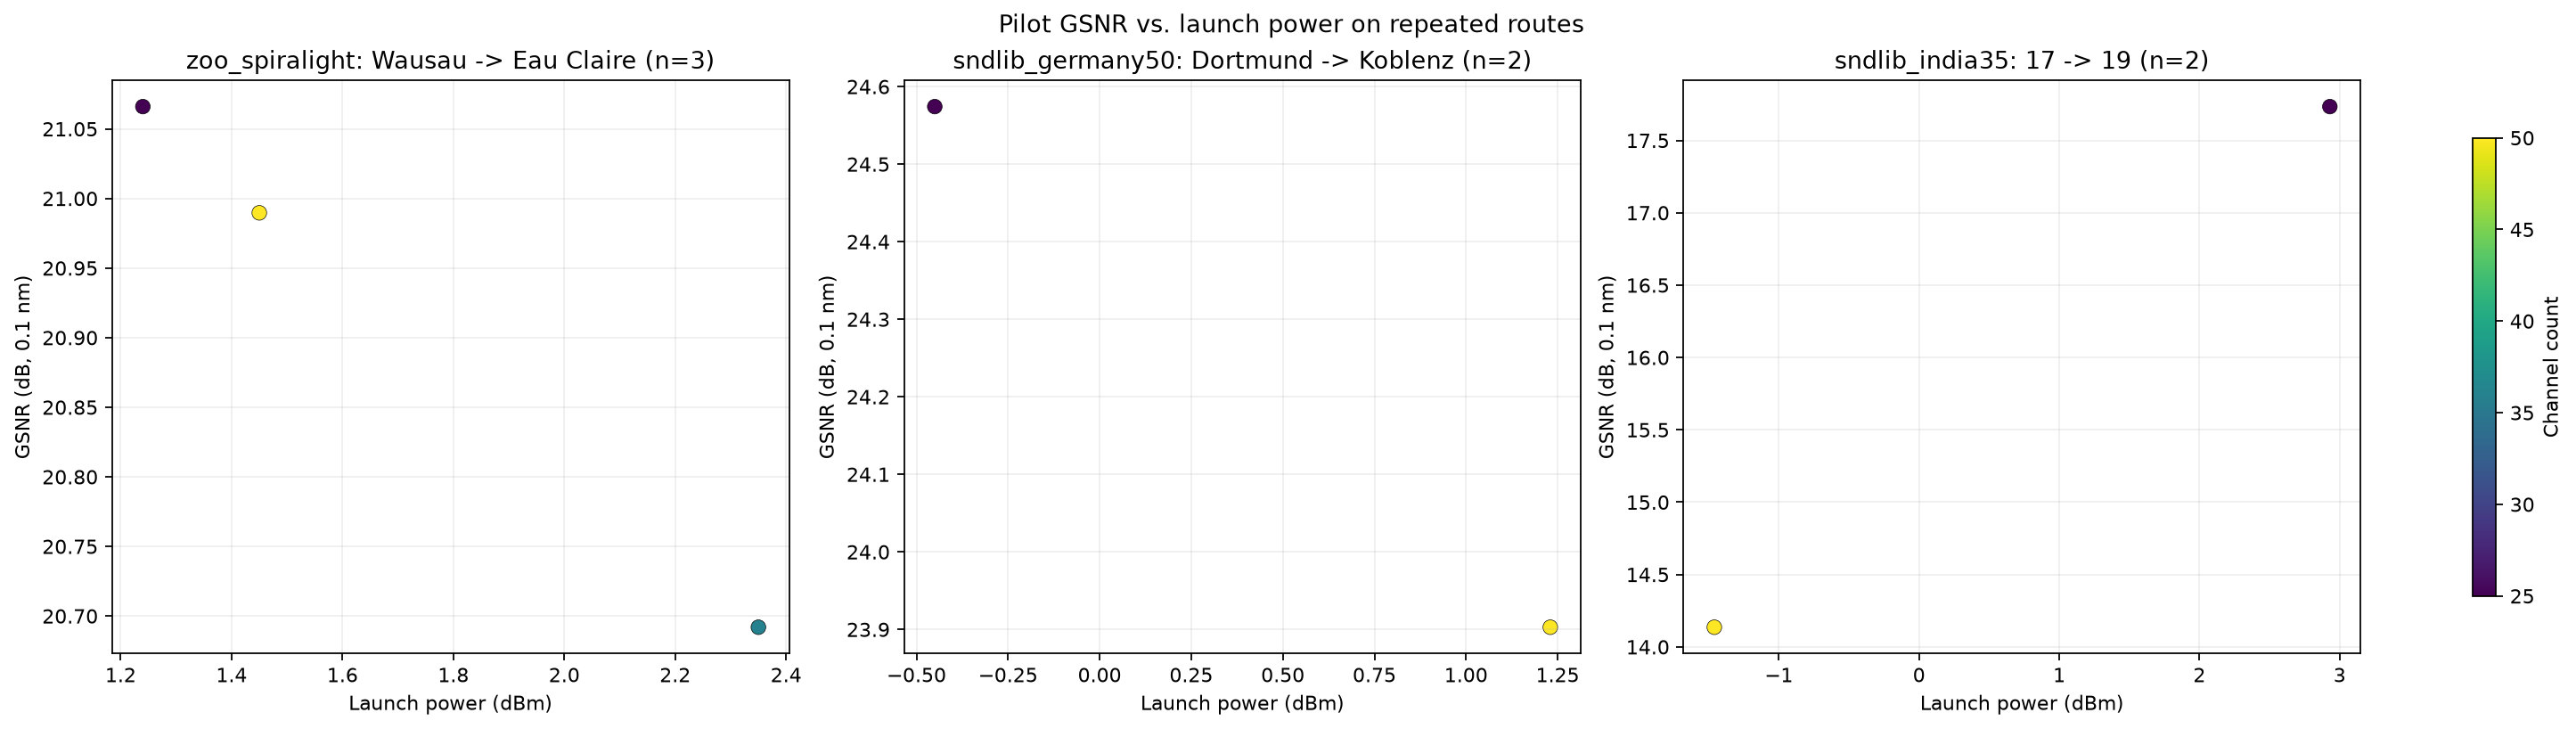 Pilot GSNR vs. launch power on repeated routes
zoo_spiralight: Wausau -> Eau Claire (n=3)
GSNR (dB, 0.1 nm)
21.05
21.00
20.95
20.90
20.85
20.80
20.75
20.70
1.2 1.4 1.6 1.8 2.0 2.2 2.4
Launch power (dBm)
sndlib_germany50: Dortmund -> Koblenz (n=2)
GSNR (dB, 0.1 nm)
24.6
24.5
24.4
24.3
24.2
24.1
24.0
23.9
−0.50 −0.25 0.00 0.25 0.50 0.75 1.00 1.25
Launch power (dBm)
sndlib_india35: 17 -> 19 (n=2)
GSNR (dB, 0.1 nm)
17.5
17.0
16.5
16.0
15.5
15.0
14.5
14.0
−1 0 1 2 3
Launch power (dBm)
50
45
40
35
30
25
Channel count